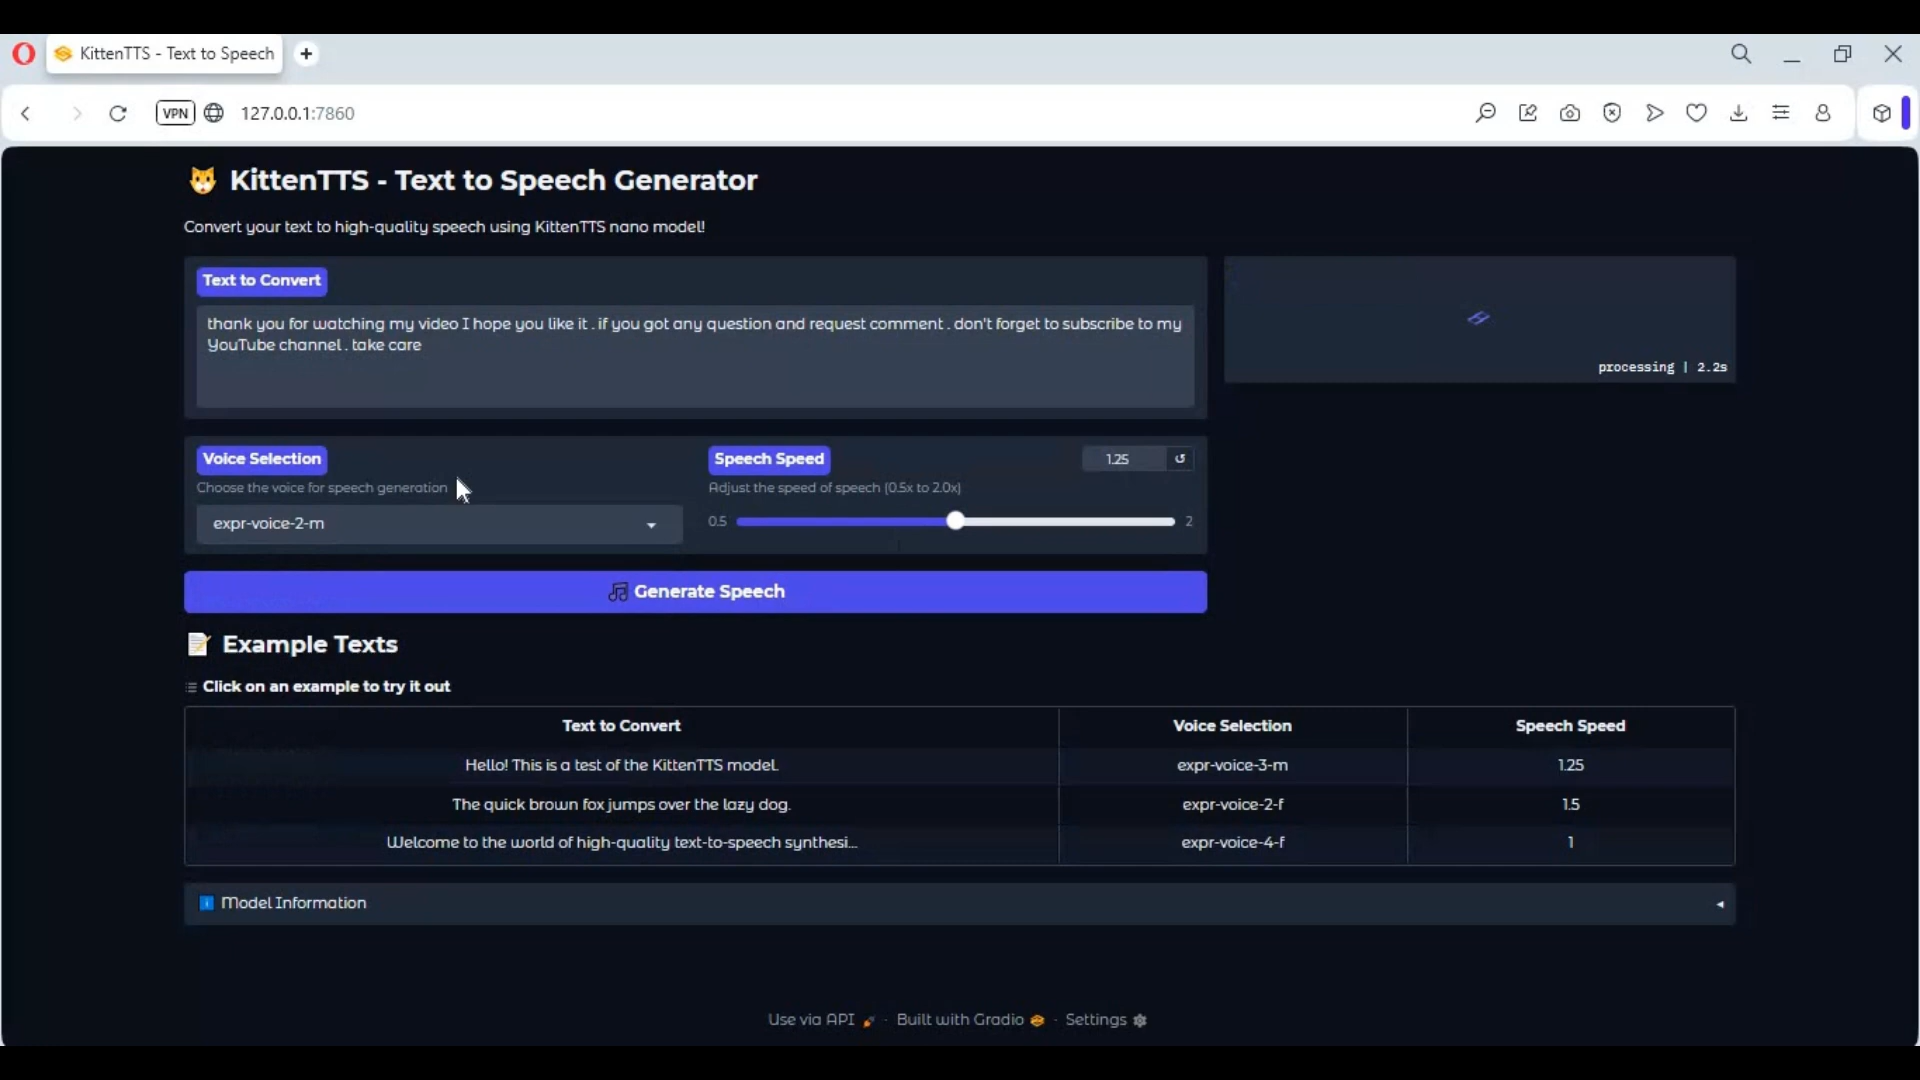 KittenTTS - Text to Speech
VPN 127.0.0.1:7860
KittenTTS - Text to Speech Generator
Convert your text to high-quality speech using KittenTTS nano model!
Text to Convert
thank you for watching my video I hope you like it . if you got any question and request comment . don't forget to subscribe to my
YouTube channel . take care
processing | 2.2s
Voice Selection
Choose the voice for speech generation
expr-voice-2-m
Speech Speed
1.25
Adjust the speed of speech (0.5x to 2.0x)
0.5
2
Generate Speech
Example Texts
Click on an example to try it out
Text to Convert Voice Selection Speech Speed
Hello! This is a test of the KittenTTS model. expr-voice-3-m 1.25
The quick brown fox jumps over the lazy dog. expr-voice-2-f 1.5
Welcome to the world of high-quality text-to-speech synthesi... expr-voice-4-f 1
Model Information
Use via API · Built with Gradio · Settings